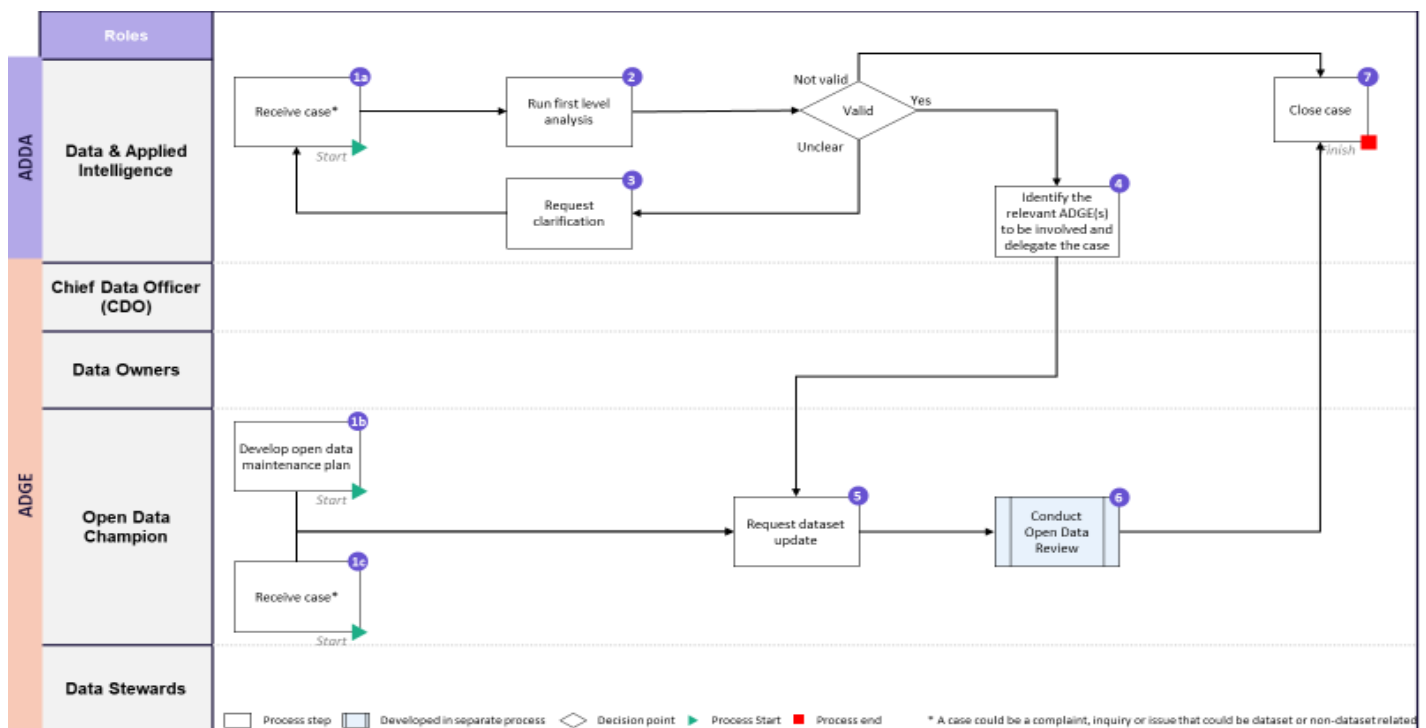 Roles
ADDA
Data & Applied
Intelligence
1a
Receive case*
Start
2
Run first level
analysis
Not valid
Valid
Yes
Unclear
3
Request
clarification
4
Identify the
relevant ADGE(s)
to be involved and
delegate the case
7
Close case
Finish
ADGE
Chief Data Officer
(CDO)
Data Owners
Open Data
Champion
1b
Develop open data
maintenance plan
Start
1c
Receive case*
Start
5
Request dataset
update
6
Conduct
Open Data
Review
Data Stewards
Process step
Developed in separate process
Decision point
Process Start
Process end
* A case could be a complaint, inquiry or issue that could be dataset or non-dataset related